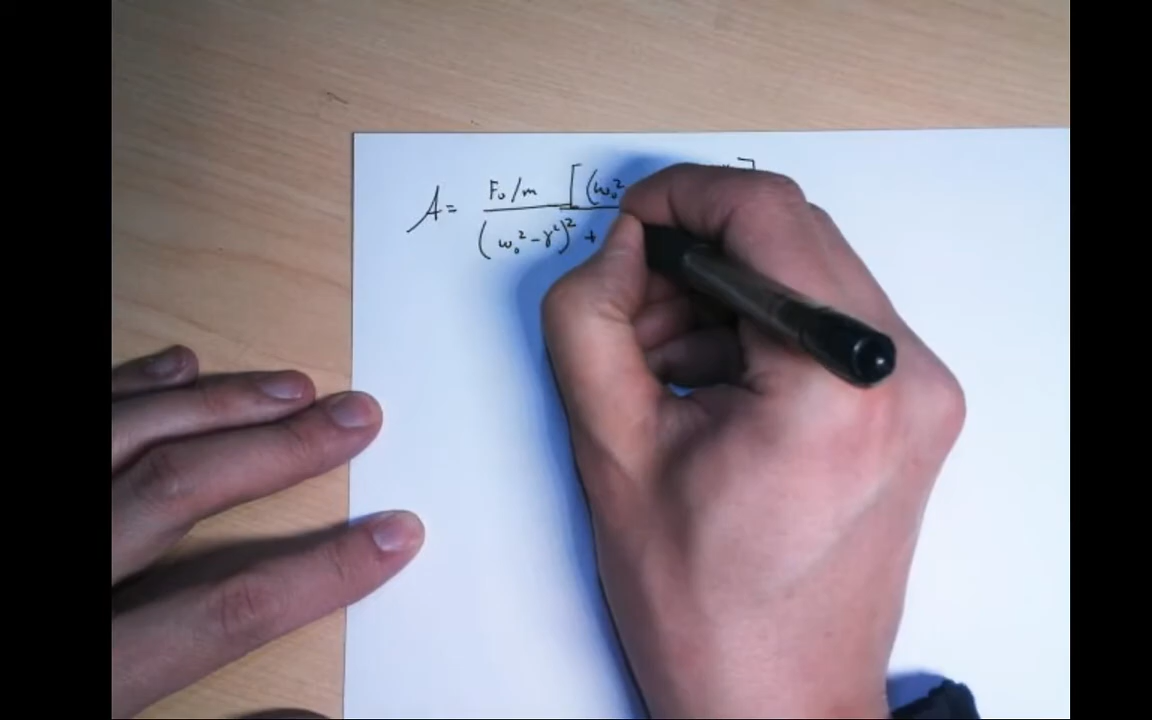 A = F₀/m [(ω₀² ]
(ω₀² - γ²)² +